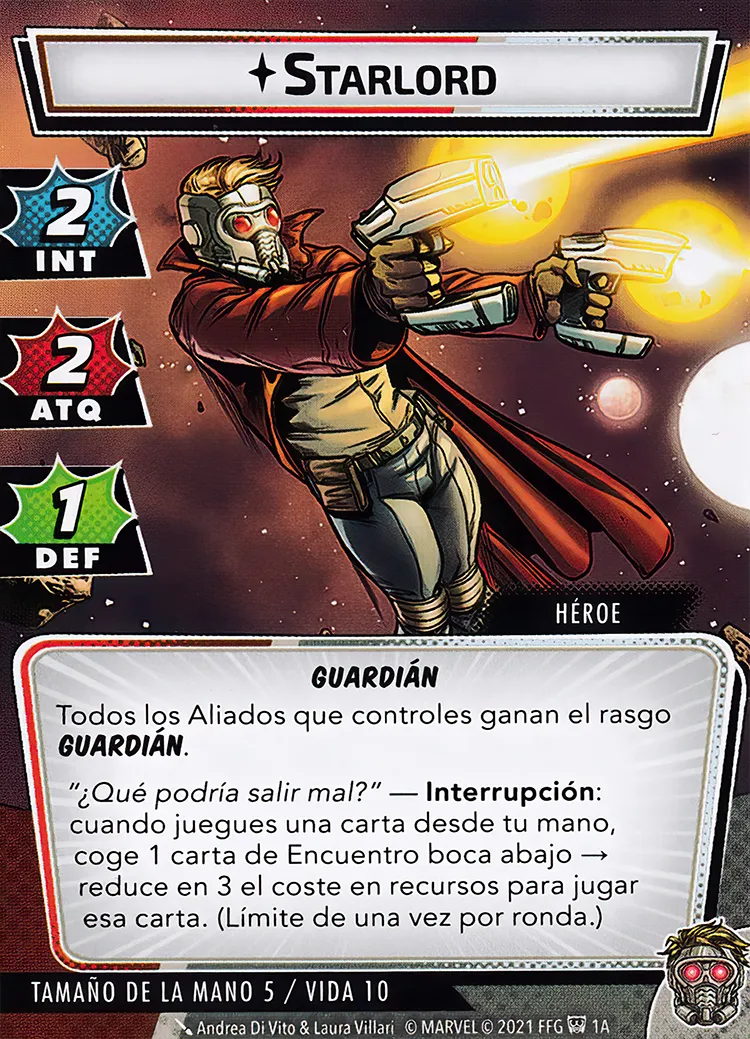 STARLORD
2
INT
2
ATQ
1
DEF
HÉROE
GUARDIÁN
Todos los Aliados que controles ganan el rasgo
GUARDIÁN.
"¿Qué podría salir mal?" — Interrupción:
cuando juegues una carta desde tu mano,
coge 1 carta de Encuentro boca abajo →
reduce en 3 el coste en recursos para jugar
esa carta. (Límite de una vez por ronda.)
TAMAÑO DE LA MANO 5 / VIDA 10
Andrea Di Vito & Laura Villari © MARVEL © 2021 FFG 1A